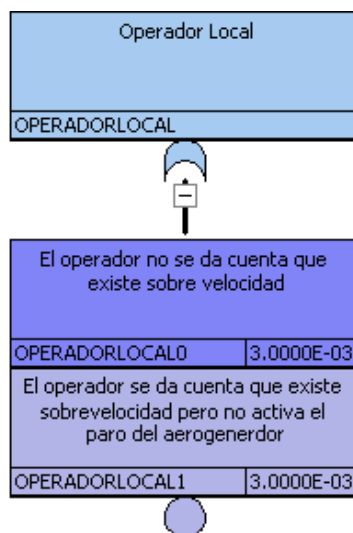 Operador Local
OPERADORLOCAL
El operador no se da cuenta que
existe sobre velocidad
OPERADORLOCAL0 3.0000E-03
El operador se da cuenta que existe
sobrevelocidad pero no activa el
paro del aerogenerdor
OPERADORLOCAL1 3.0000E-03